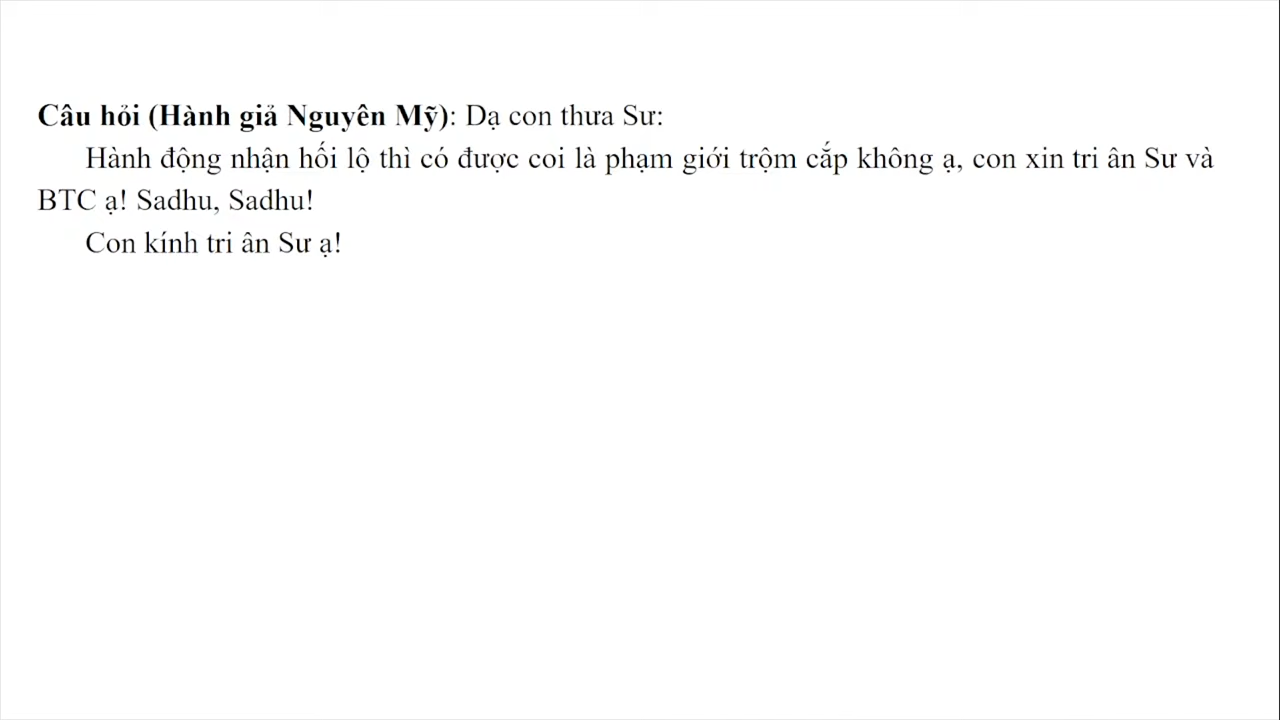 Câu hỏi (Hành giả Nguyên Mỹ): Dạ con thưa Sư:
Hành động nhận hối lộ thì có được coi là phạm giới trộm cắp không ạ, con xin tri ân Sư và
BTC ạ! Sadhu, Sadhu!
Con kính tri ân Sư ạ!